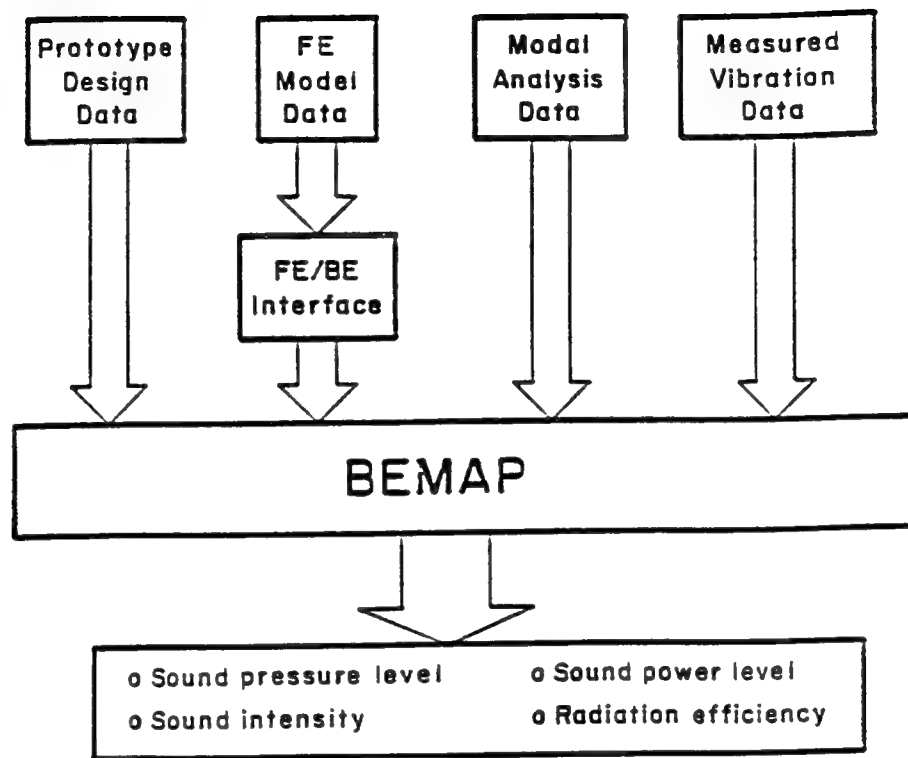 Prototype
Design
Data
FE
Model
Data
Modal
Analysis
Data
Measured
Vibration
Data
FE/BE
Interface
BEMAP
o Sound pressure level
o Sound power level
o Sound intensity
o Radiation efficiency